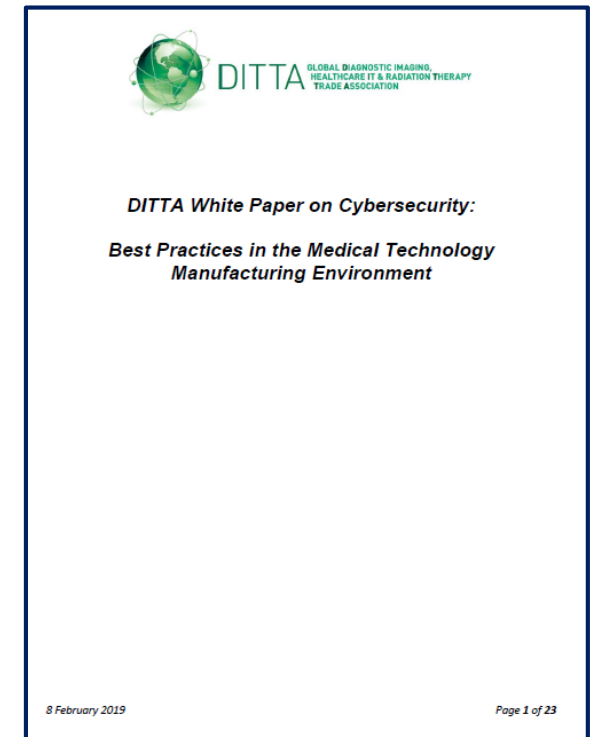 DITTA GLOBAL DIAGNOSTIC IMAGING,
HEALTHCARE IT & RADIATION THERAPY
TRADE ASSOCIATION
DITTA White Paper on Cybersecurity:
Best Practices in the Medical Technology
Manufacturing Environment
8 February 2019 Page 1 of 23